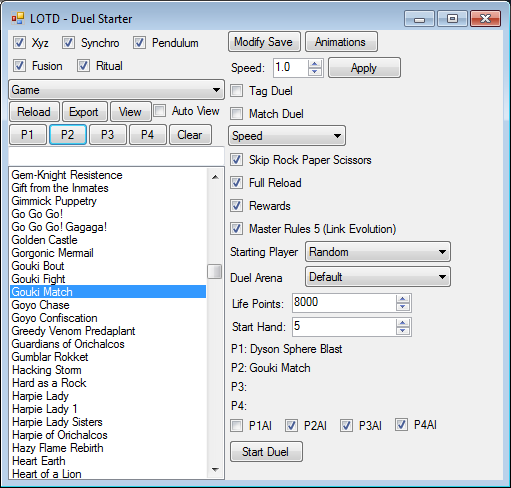 LOTD - Duel Starter
Xyz Synchro Pendulum
Fusion Ritual
Game
Reload Export View Auto View
P1 P2 P3 P4 Clear
Gem-Knight Resistence
Gift from the Inmates
Gimmick Puppetry
Go Go Go!
Go Go Go! Gagaga!
Golden Castle
Gorgonic Mermail
Gouki Bout
Gouki Fight
Gouki Match
Goyo Chase
Goyo Confiscation
Greedy Venom Predaplant
Guardians of Orichalcos
Gumblar Rokket
Hacking Storm
Hard as a Rock
Harpie Lady
Harpie Lady 1
Harpie Lady Sisters
Harpie of Orichalcos
Hazy Flame Rebirth
Heart Earth
Heart of a Lion
Modify Save Animations
Speed: 1.0 Apply
Tag Duel
Match Duel
Speed
Skip Rock Paper Scissors
Full Reload
Rewards
Master Rules 5 (Link Evolution)
Starting Player Random
Duel Arena Default
Life Points: 8000
Start Hand: 5
P1: Dyson Sphere Blast
P2: Gouki Match
P3:
P4:
P1AI P2AI P3AI P4AI
Start Duel